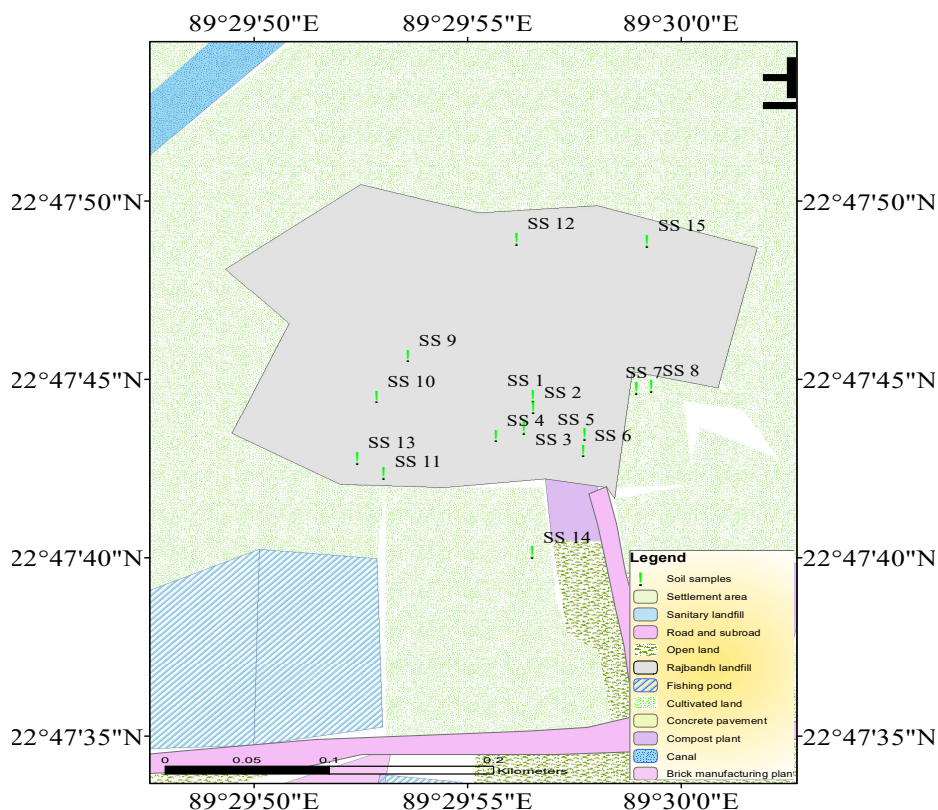 89°29'50"E 89°29'55"E 89°30'0"E
22°47'50"N 22°47'50"N
SS 12 SS 15
SS 9
22°47'45"N 22°47'45"N
SS 7 SS 8
SS 10 SS 1
SS 2
SS 4 SS 5
SS 3 SS 6
SS 13
SS 11
22°47'40"N 22°47'40"N
SS 14
Legend
Soil samples
Settlement area
Sanitary landfill
Road and subroad
Open land
Rajbandh landfill
Fishing pond
Cultivated land
Concrete pavement
Compost plant
Canal
Brick manufacturing plan
22°47'35"N 22°47'35"N
0 0.05 0.1 0.2
Kilometers
89°29'50"E 89°29'55"E 89°30'0"E